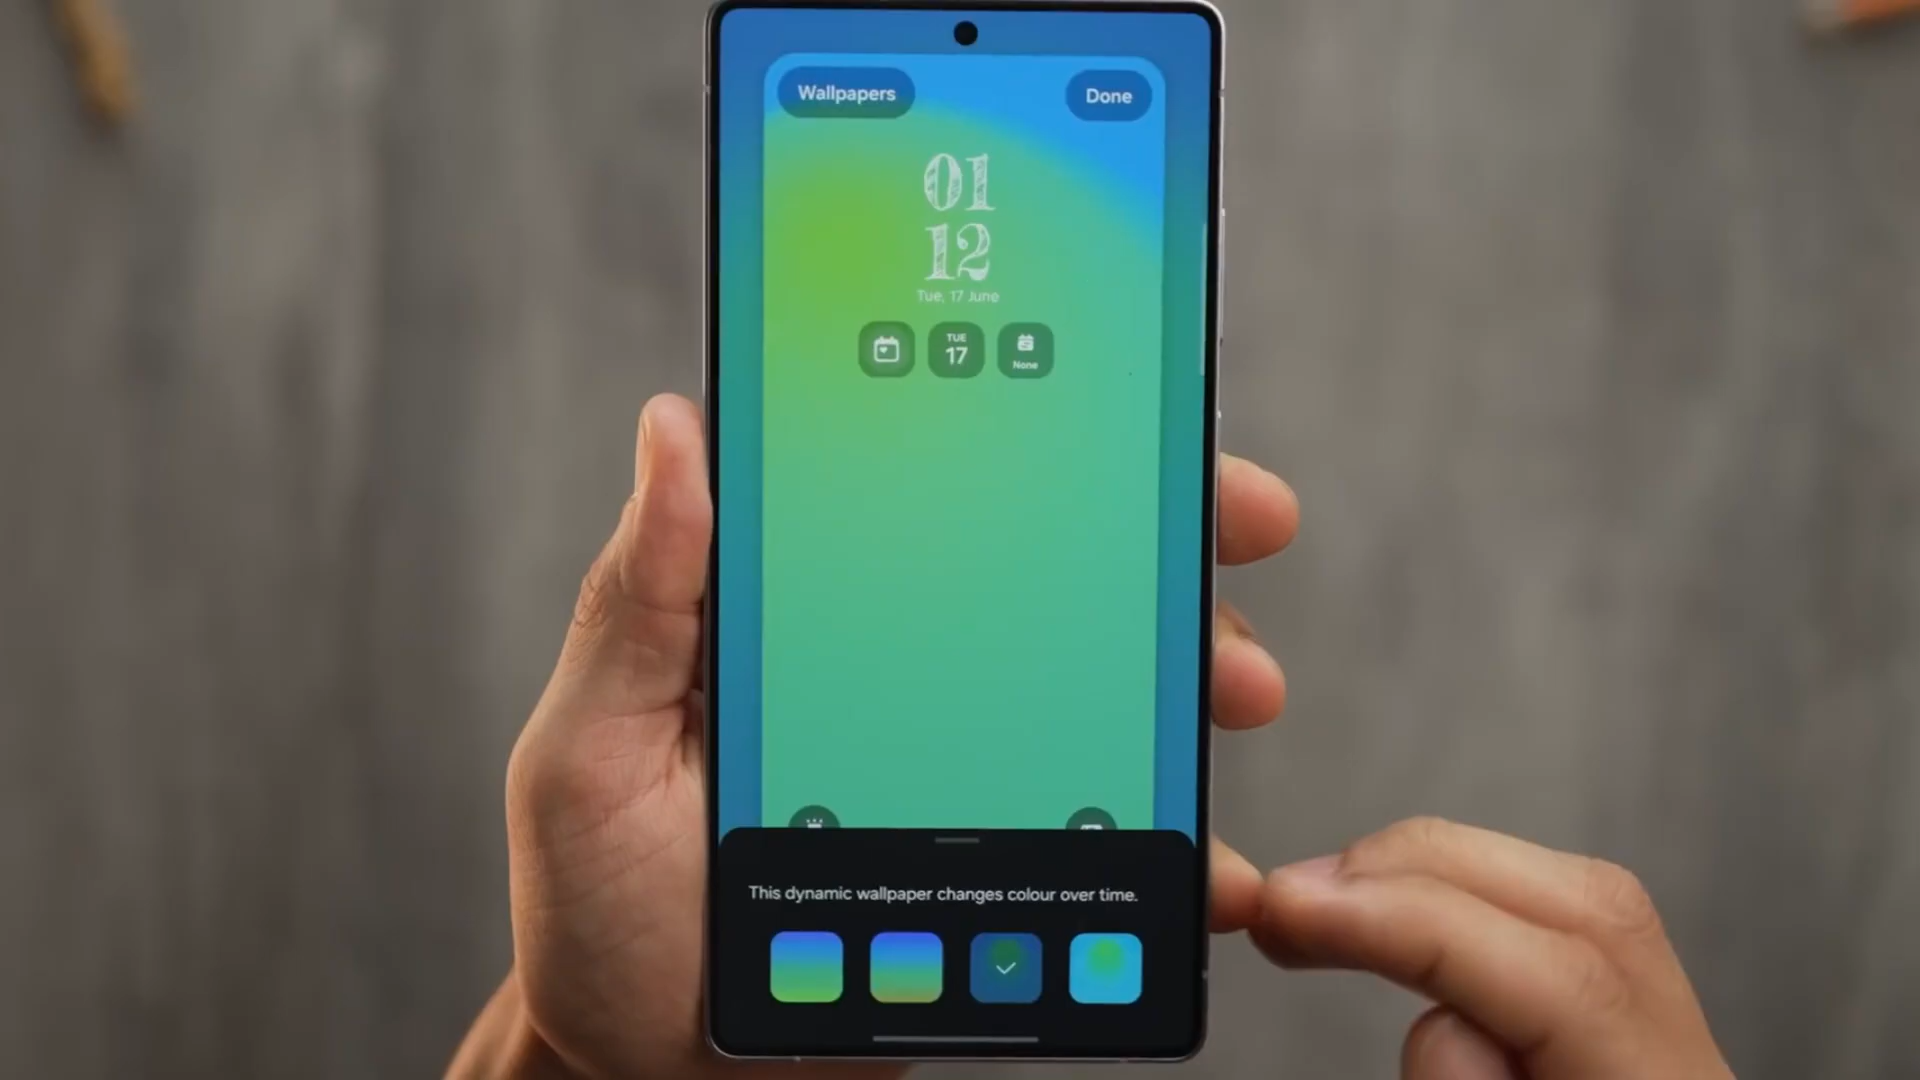 Wallpapers
Done
01
12
Tue, 17 June
TUE
17
None
This dynamic wallpaper changes colour over time.